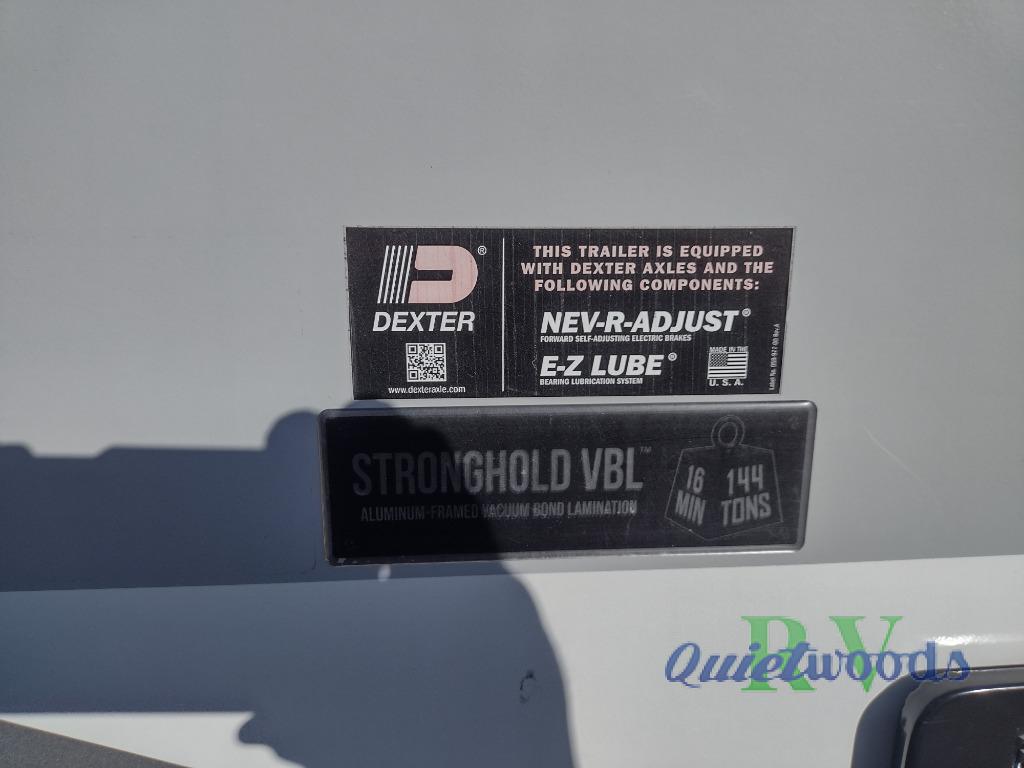 DEXTER®
www.dexteraxle.com
THIS TRAILER IS EQUIPPED
WITH DEXTER AXLES AND THE
FOLLOWING COMPONENTS:
NEV-R-ADJUST®
FORWARD SELF-ADJUSTING ELECTRIC BRAKES
E-Z LUBE®
BEARING LUBRICATION SYSTEM
MADE IN THE
U.S.A.
STRONGHOLD VBL™
ALUMINUM-FRAMED VACUUM BOND LAMINATION
16
MIN
144
TONS
Quietwoods RV